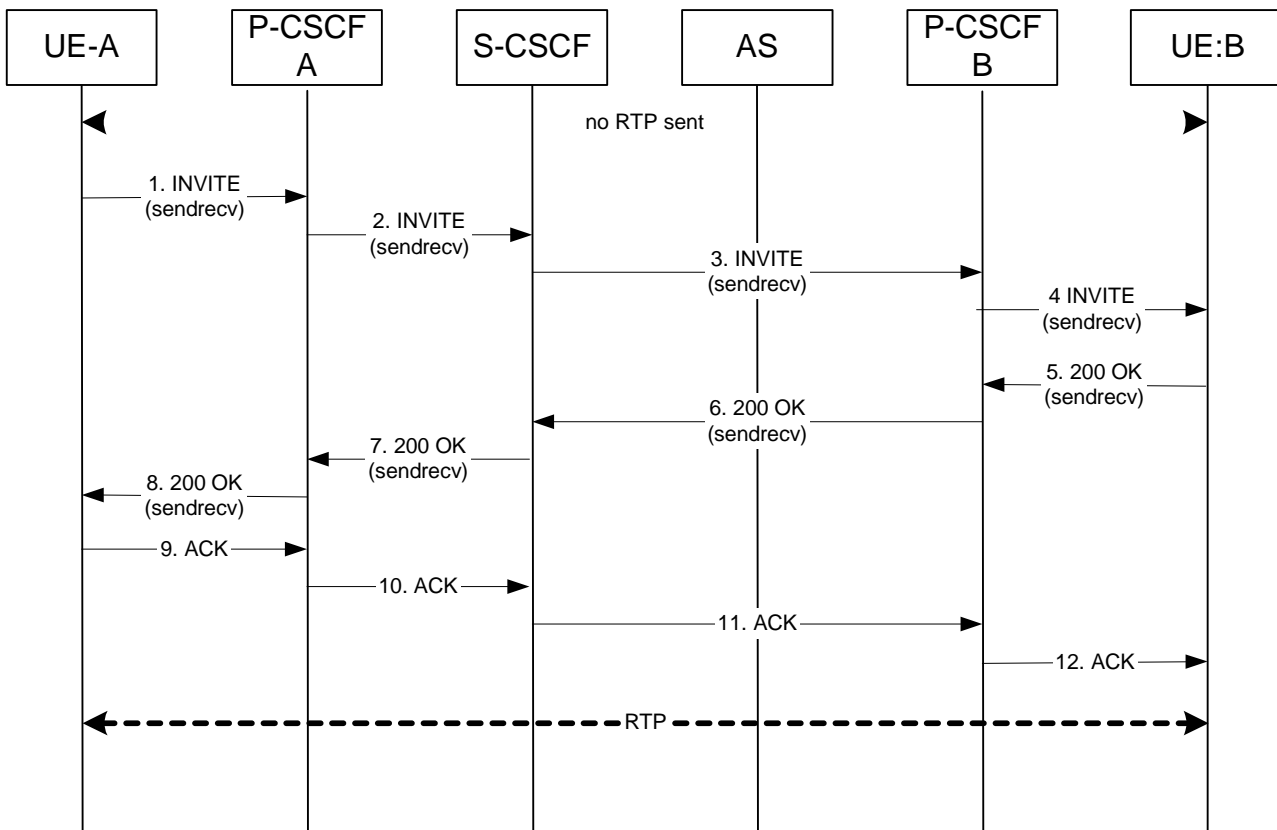 UE-A
P-CSCF
A
S-CSCF
AS
P-CSCF
B
UE:B
no RTP sent
1. INVITE
(sendrecv)
2. INVITE
(sendrecv)
3. INVITE
(sendrecv)
4 INVITE
(sendrecv)
5. 200 OK
(sendrecv)
6. 200 OK
(sendrecv)
7. 200 OK
(sendrecv)
8. 200 OK
(sendrecv)
9. ACK
10. ACK
11. ACK
12. ACK
RTP